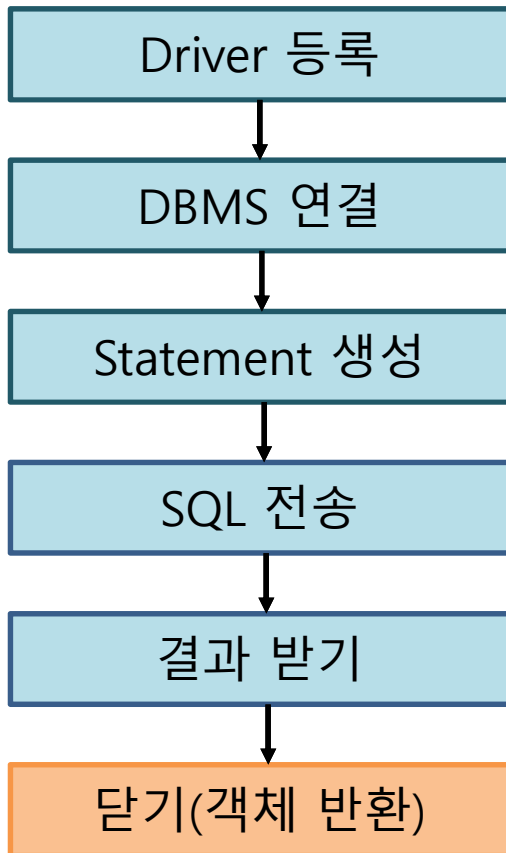 Driver 등록
DBMS 연결
Statement 생성
SQL 전송
결과 받기
닫기(객체 반환)